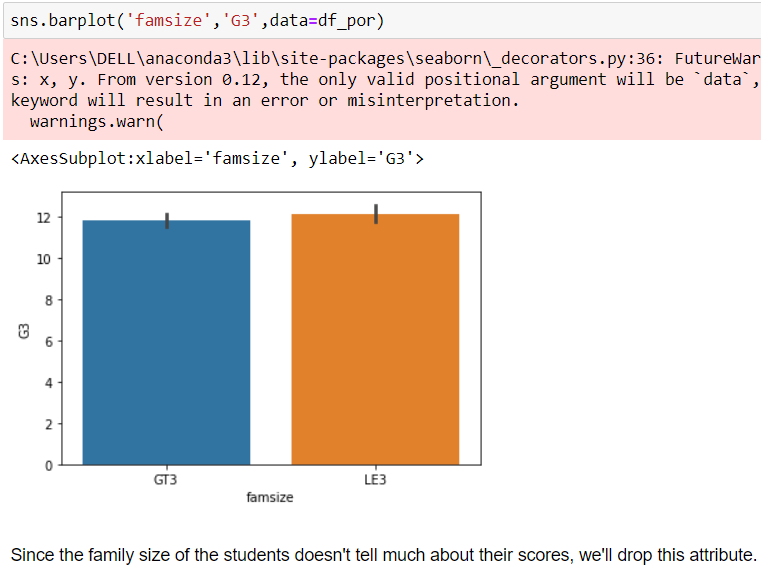 sns.barplot('famsize','G3',data=df_por)
C:\Users\DELL\anaconda3\lib\site-packages\seaborn\_decorators.py:36: FutureWar
s: x, y. From version 0.12, the only valid positional argument will be `data`,
keyword will result in an error or misinterpretation.
warnings.warn(
<AxesSubplot:xlabel='famsize', ylabel='G3'>
12
10
8
6
4
2
0
G3
GT3 LE3
famsize
Since the family size of the students doesn't tell much about their scores, we'll drop this attribute.